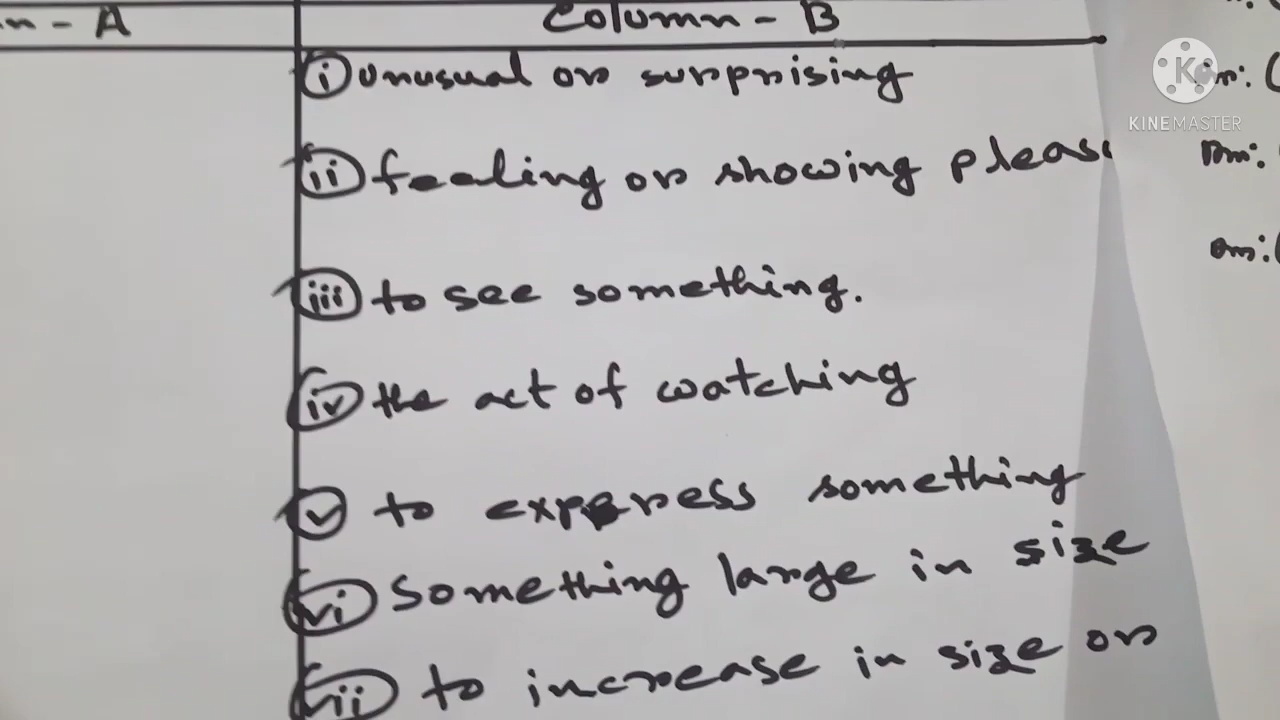 n - A
Column - B
i unusual or surprising
ii feeling or showing pleas
iii to see something.
iv the act of watching
v to express something
vi something large in size
vii to increase in size or
KINEMASTER